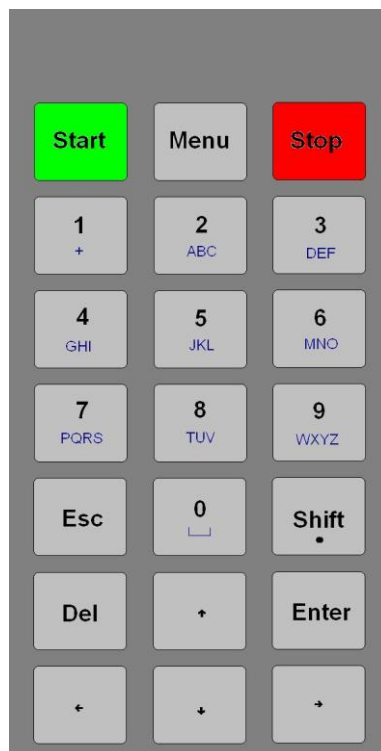 Start Menu Stop
1 2 3
+ ABC DEF
4 5 6
GHI JKL MNO
7 8 9
PQRS TUV WXYZ
Esc 0 Shift
Del ↑ Enter
← ↓ →